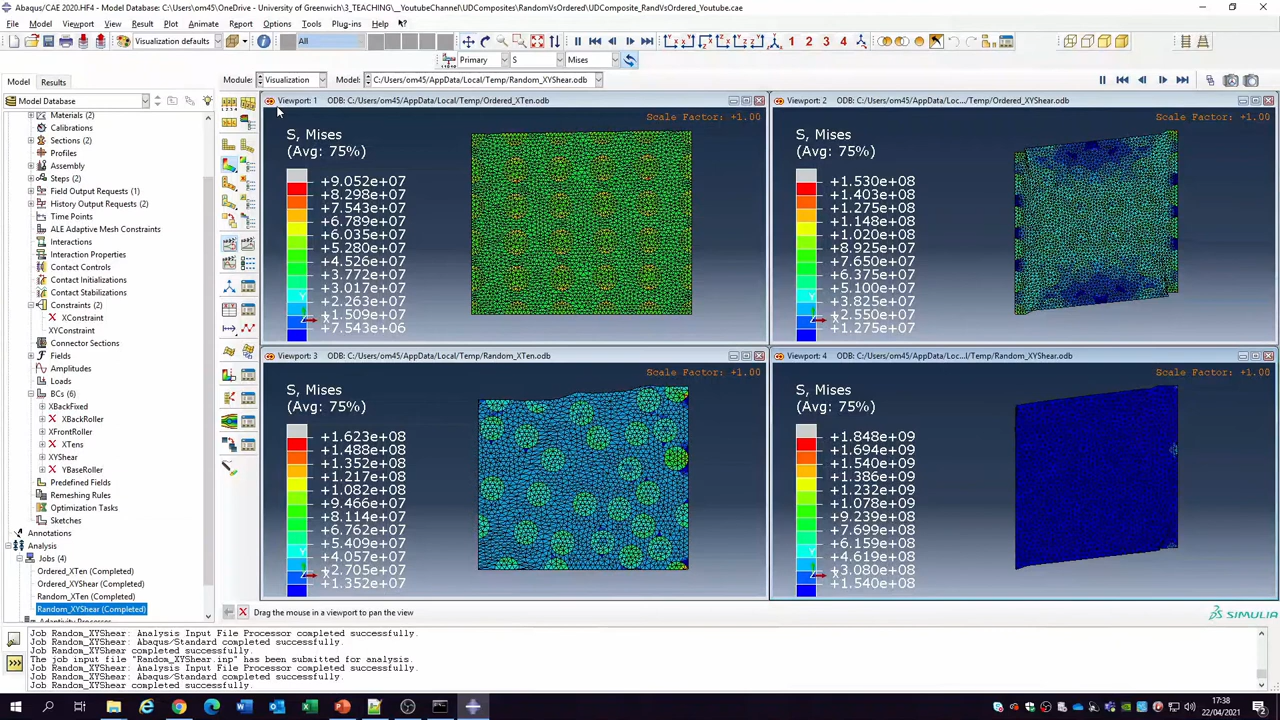 Abaqus/CAE 2020.HF4 - Model Database: C:\Users\om45\OneDrive - University of Greenwich\3_TEACHING\YoutubeChannel\UDComposites\RandomVsOrdered\UDComposite_RandVsOrdered_Youtube.cae
File Model Viewport View Result Plot Animate Report Options Tools Plug-ins Help
Visualization defaults All 1 2 3 4
Primary S Mises
Module: Visualization Model: C:/Users/om45/AppData/Local/Temp/Random_XYShear.odb
Model Results
Model Database
Materials (2)
Calibrations
Sections (2)
Profiles
Assembly
Steps (2)
Field Output Requests (1)
History Output Requests (2)
Time Points
ALE Adaptive Mesh Constraints
Interactions
Interaction Properties
Contact Controls
Contact Initializations
Contact Stabilizations
Constraints (2)
XConstraint
XYConstraint
Connector Sections
Fields
Amplitudes
Loads
BCs (6)
XBackFixed
XBackRoller
XFrontRoller
XTens
XYShear
YBaseRoller
Predefined Fields
Remeshing Rules
Optimization Tasks
Sketches
Annotations
Analysis
Jobs (4)
Ordered_XTen (Completed)
Ordered_XYShear (Completed)
Random_XTen (Completed)
Random_XYShear (Completed)
Adaptivity Processes
Viewport: 1 ODB: C:/Users/om45/AppData/Local/Temp/Ordered_XTen.odb
Scale Factor: +1.00
S, Mises
(Avg: 75%)
+9.052e+07
+8.298e+07
+7.543e+07
+6.789e+07
+6.035e+07
+5.280e+07
+4.526e+07
+3.772e+07
+3.017e+07
+2.263e+07
+1.509e+07
+7.543e+06
Viewport: 2 ODB: C:/Users/om45/AppData/Loc.../Temp/Ordered_XYShear.odb
Scale Factor: +1.00
S, Mises
(Avg: 75%)
+1.530e+08
+1.403e+08
+1.275e+08
+1.148e+08
+1.020e+08
+8.925e+07
+7.650e+07
+6.375e+07
+5.100e+07
+3.825e+07
+2.550e+07
+1.275e+07
Viewport: 3 ODB: C:/Users/om45/AppData/Local/Temp/Random_XTen.odb
Scale Factor: +1.00
S, Mises
(Avg: 75%)
+1.623e+08
+1.488e+08
+1.352e+08
+1.217e+08
+1.082e+08
+9.466e+07
+8.114e+07
+6.762e+07
+5.409e+07
+4.057e+07
+2.705e+07
+1.352e+07
Viewport: 4 ODB: C:/Users/om45/AppData/Loc...l/Temp/Random_XYShear.odb
Scale Factor: +1.00
S, Mises
(Avg: 75%)
+1.848e+09
+1.694e+09
+1.540e+09
+1.386e+09
+1.232e+09
+1.078e+09
+9.239e+08
+7.699e+08
+6.159e+08
+4.619e+08
+3.080e+08
+1.540e+08
Drag the mouse in a viewport to pan the view
SIMULIA
Job Random_XYShear: Analysis Input File Processor completed successfully.
Job Random_XYShear: Abaqus/Standard completed successfully.
Job Random_XYShear completed successfully.
The job input file "Random_XYShear.inp" has been submitted for analysis.
Job Random_XYShear: Analysis Input File Processor completed successfully.
Job Random_XYShear: Abaqus/Standard completed successfully.
Job Random_XYShear completed successfully.
17:38
22/04/2021